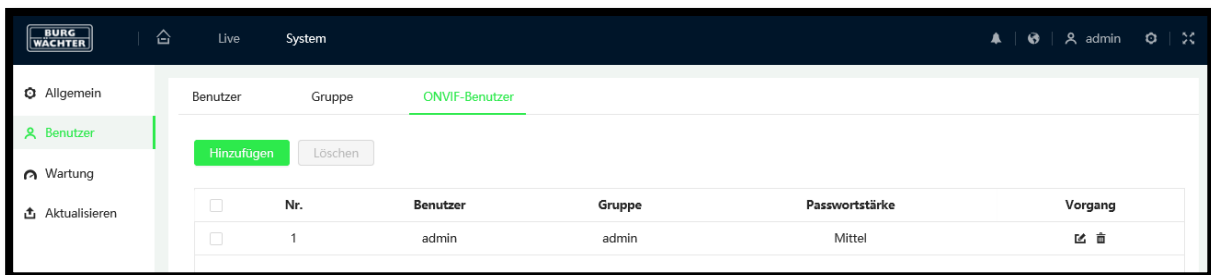 BURG
WÄCHTER
Live System admin
Allgemein
Benutzer
Wartung
Aktualisieren
Benutzer Gruppe ONVIF-Benutzer
Hinzufügen Löschen
Nr. Benutzer Gruppe Passwortstärke Vorgang
1 admin admin Mittel